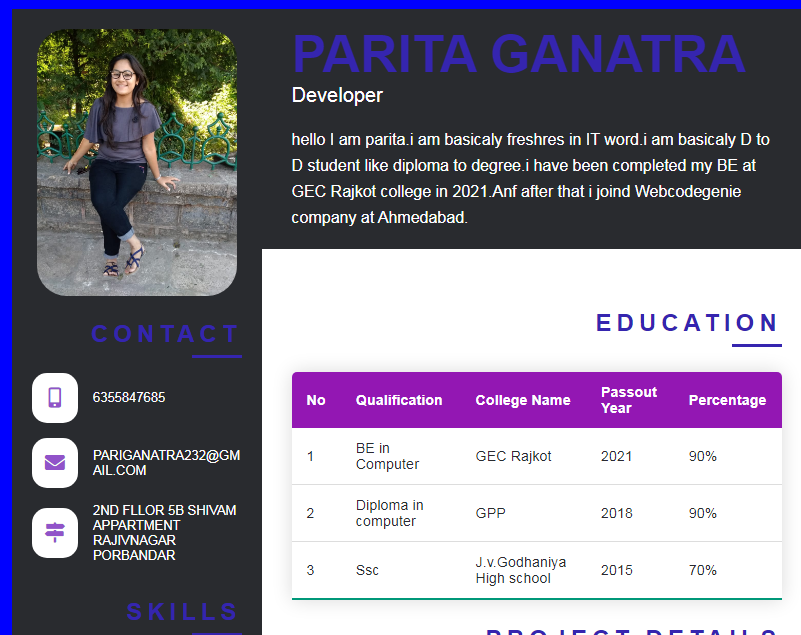 PARITA GANATRA
Developer
hello I am parita.i am basicaly freshres in IT word.i am basicaly D to
D student like diploma to degree.i have been completed my BE at
GEC Rajkot college in 2021.Anf after that i joind Webcodegenie
company at Ahmedabad.
CONTACT
6355847685
PARIGANATRA232@GM
AIL.COM
2ND FLLOR 5B SHIVAM
APPARTMENT
RAJIVNAGAR
PORBANDAR
SKILLS
EDUCATION
No Qualification College Name Passout Year Percentage
1 BE in Computer GEC Rajkot 2021 90%
2 Diploma in computer GPP 2018 90%
3 Ssc J.v.Godhaniya High school 2015 70%
PROJECT DETAILS